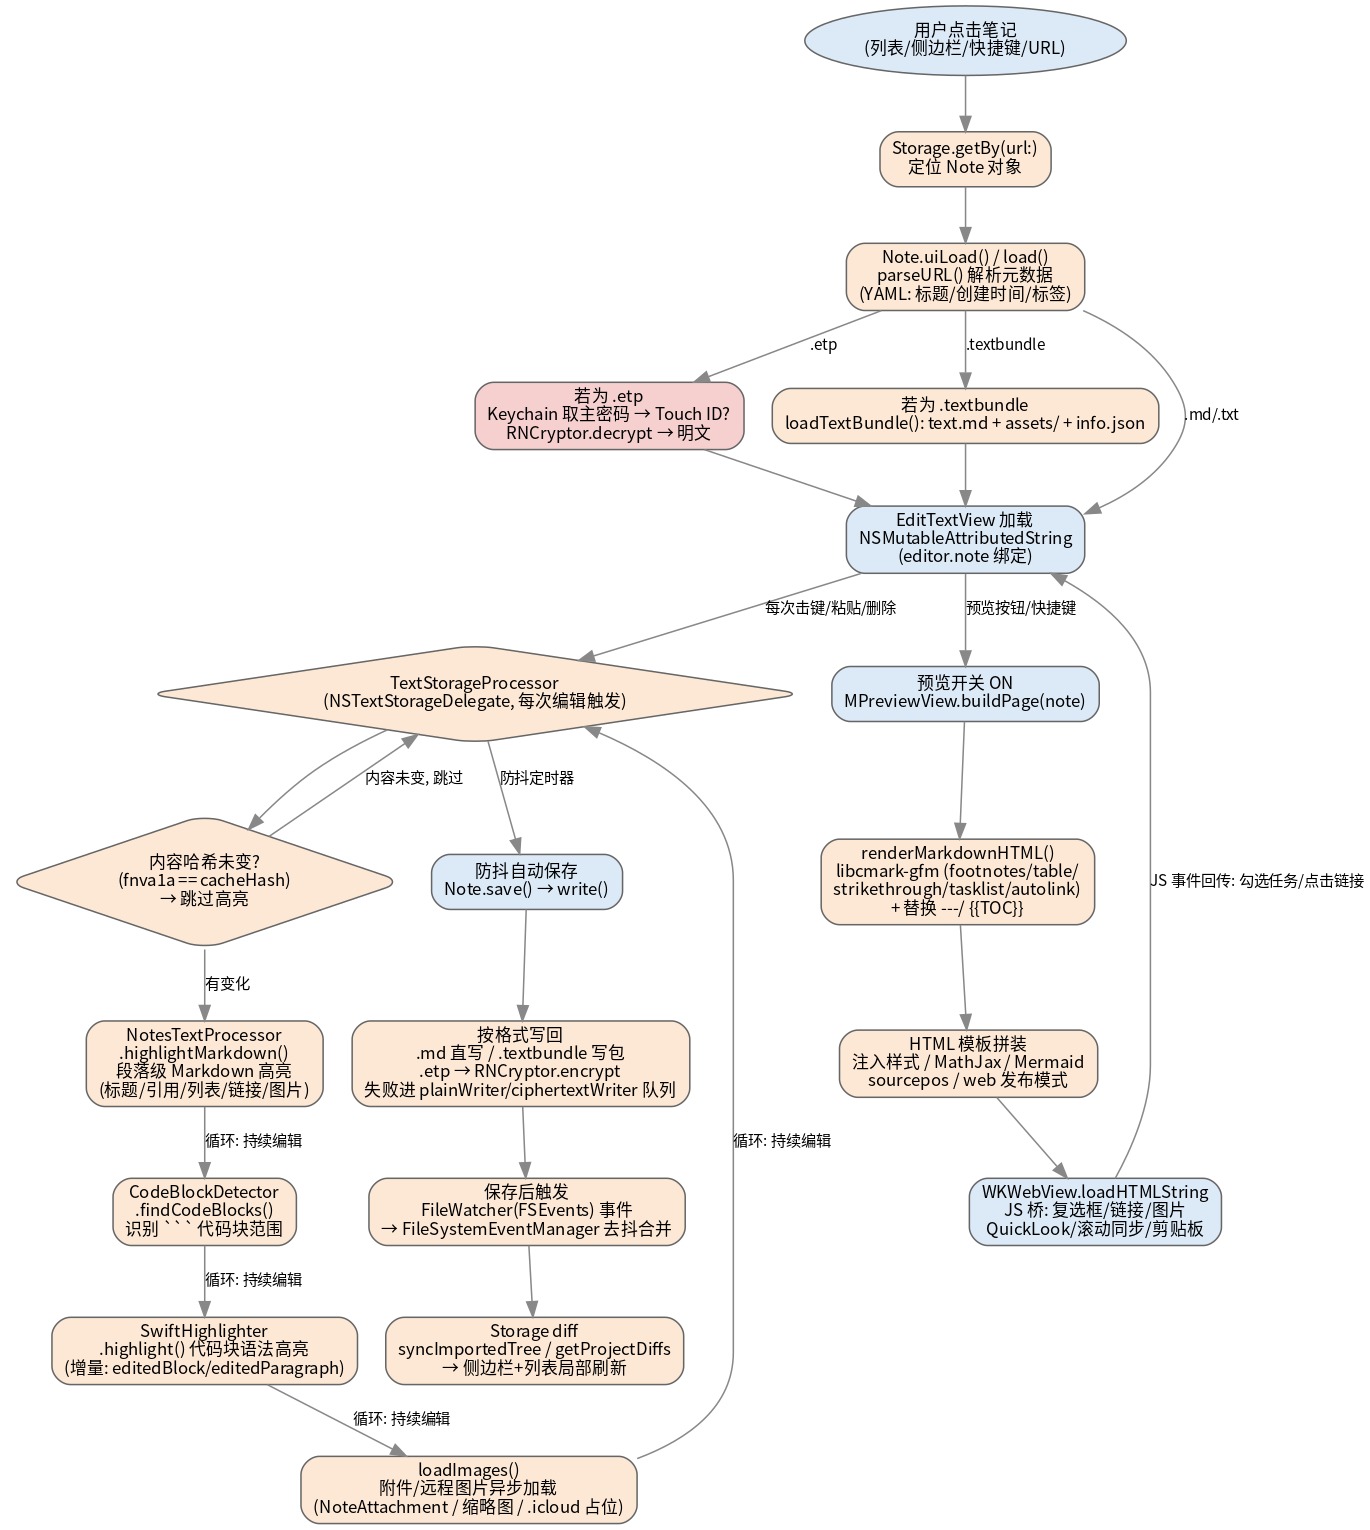 用户点击笔记
(列表/侧边栏/快捷键/URL)
Storage.getBy(url:)
定位 Note 对象
Note.uiLoad() / load()
parseURL() 解析元数据
(YAML: 标题/创建时间/标签)
.etp
.textbundle
.md/.txt
若为 .etp
Keychain 取主密码 → Touch ID?
RNCryptor.decrypt → 明文
若为 .textbundle
loadTextBundle(): text.md + assets/ + info.json
EditTextView 加载
NSMutableAttributedString
(editor.note 绑定)
每次击键/粘贴/删除
预览按钮/快捷键
TextStorageProcessor
(NSTextStorageDelegate, 每次编辑触发)
预览开关 ON
MPreviewView.buildPage(note)
内容未变, 跳过
防抖定时器
内容哈希未变?
(fnva1a == cacheHash)
→ 跳过高亮
防抖自动保存
Note.save() → write()
renderMarkdownHTML()
libcmark-gfm (footnotes/table/
strikethrough/tasklist/autolink)
+ 替换 ---/ {{TOC}}
JS 事件回传: 勾选任务/点击链接
有变化
NotesTextProcessor
.highlightMarkdown()
段落级 Markdown 高亮
(标题/引用/列表/链接/图片)
按格式写回
.md 直写 / .textbundle 写包
.etp → RNCryptor.encrypt
失败进 plainWriter/ciphertextWriter 队列
HTML 模板拼装
注入样式 / MathJax / Mermaid
sourcepos / web 发布模式
循环: 持续编辑
循环: 持续编辑
CodeBlockDetector
.findCodeBlocks()
识别 ``` 代码块范围
保存后触发
FileWatcher(FSEvents) 事件
→ FileSystemEventManager 去抖合并
WKWebView.loadHTMLString
JS 桥: 复选框/链接/图片
QuickLook/滚动同步/剪贴板
循环: 持续编辑
SwiftHighlighter
.highlight() 代码块语法高亮
(增量: editedBlock/editedParagraph)
Storage diff
syncImportedTree / getProjectDiffs
→ 侧边栏+列表局部刷新
循环: 持续编辑
loadImages()
附件/远程图片异步加载
(NoteAttachment / 缩略图 / .icloud 占位)